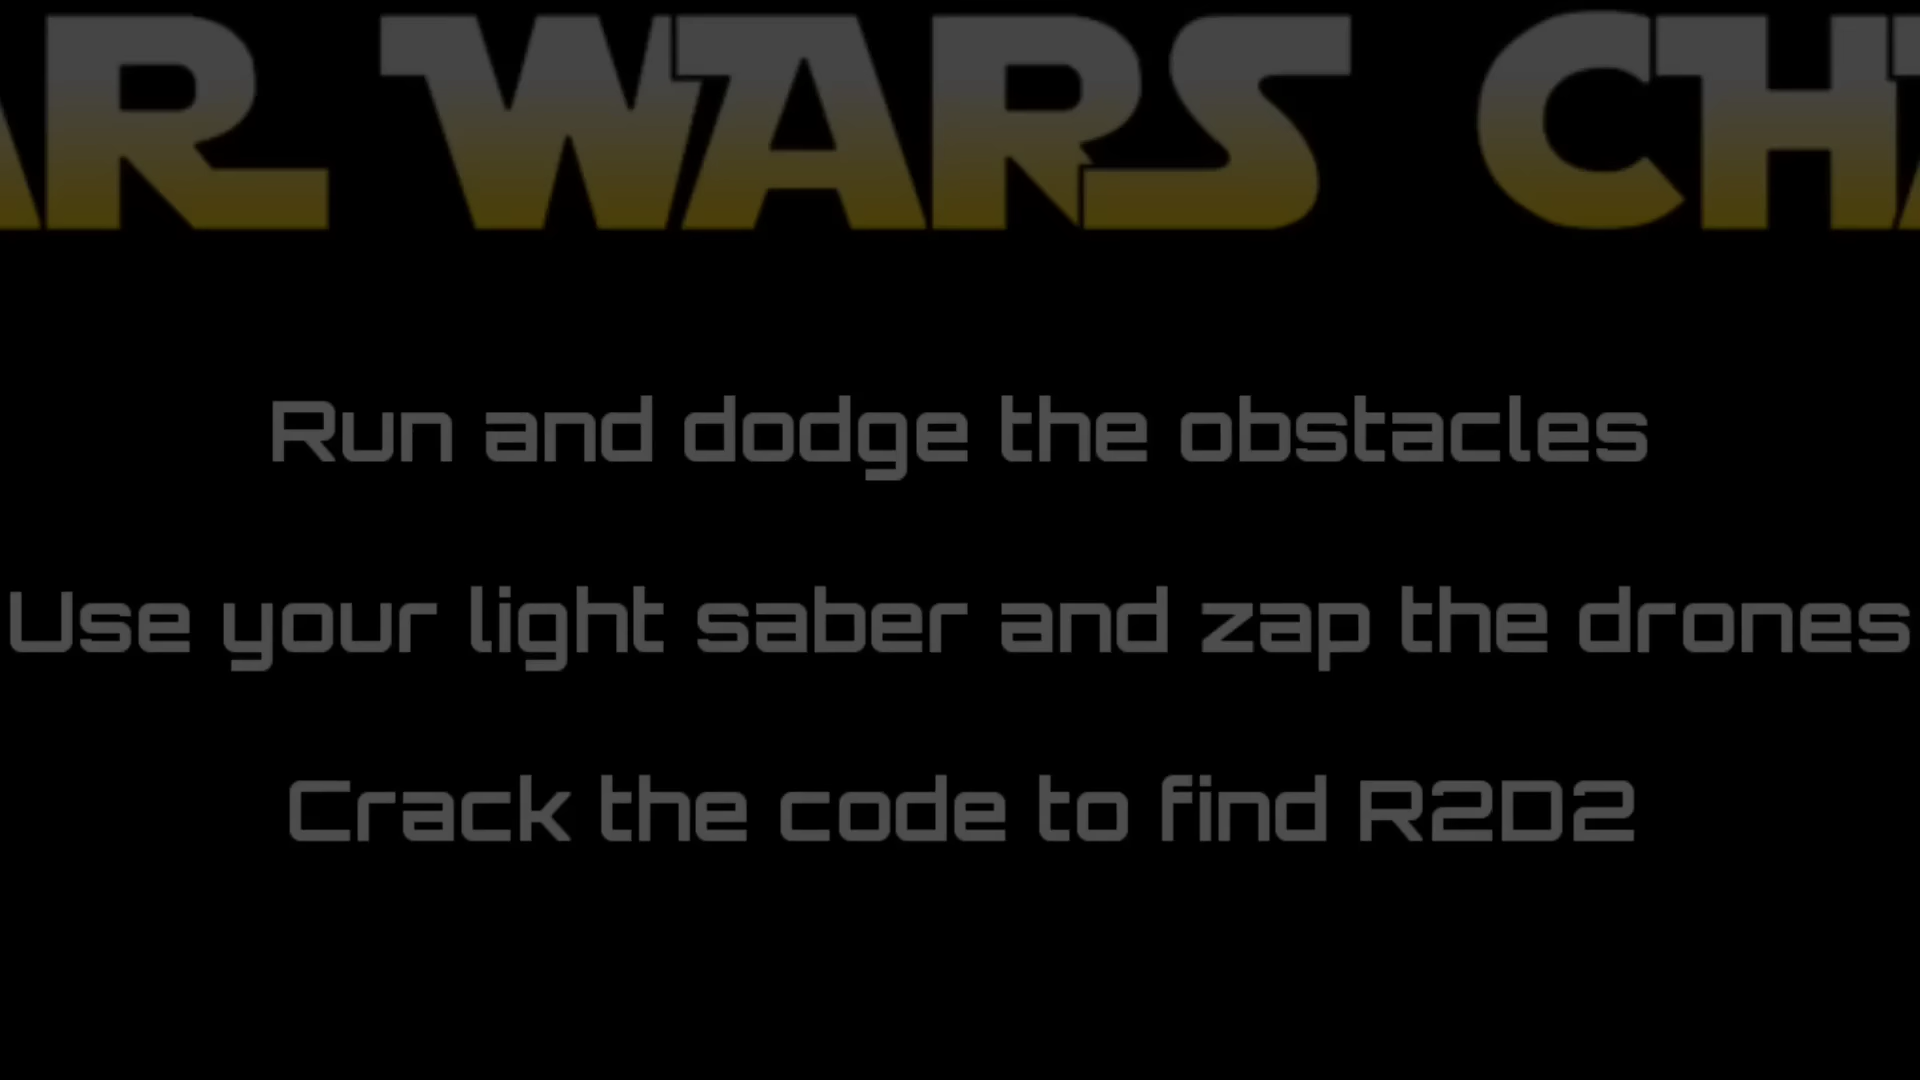 AR WARS CH
Run and dodge the obstacles
Use your light saber and zap the drones
Crack the code to find R2D2